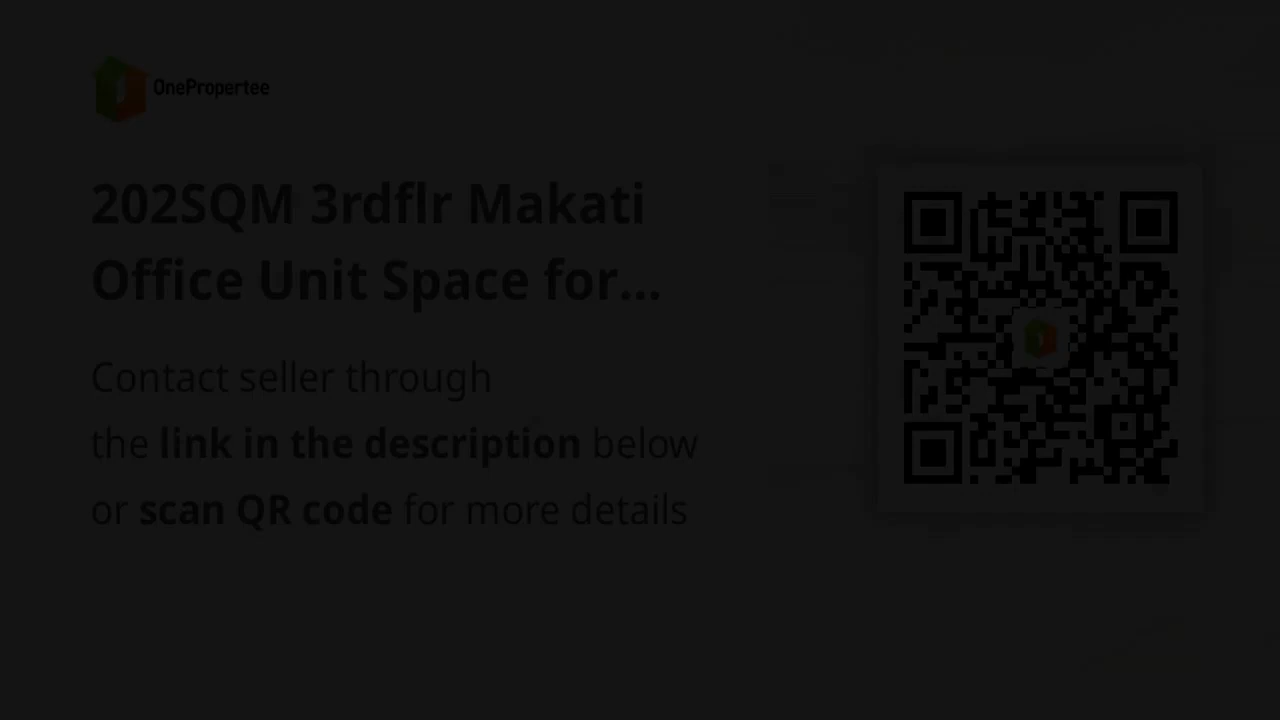 OnePropertee
202SQM 3rdflr Makati
Office Unit Space for...
Contact seller through
the link in the description below
or scan QR code for more details